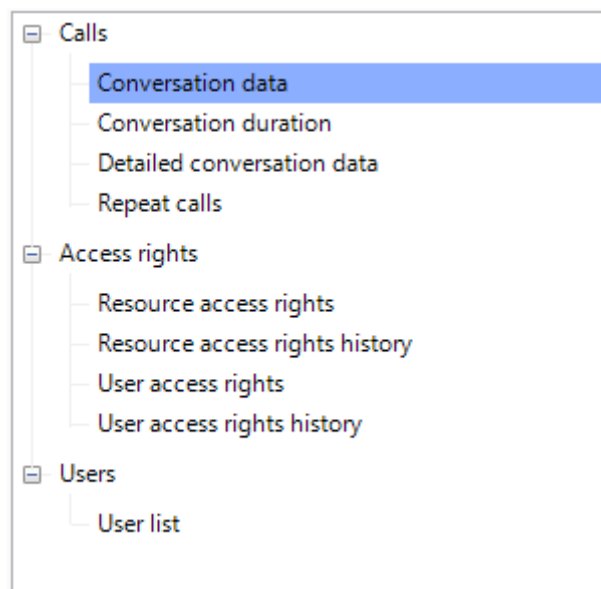 Calls
Conversation data
Conversation duration
Detailed conversation data
Repeat calls
Access rights
Resource access rights
Resource access rights history
User access rights
User access rights history
Users
User list